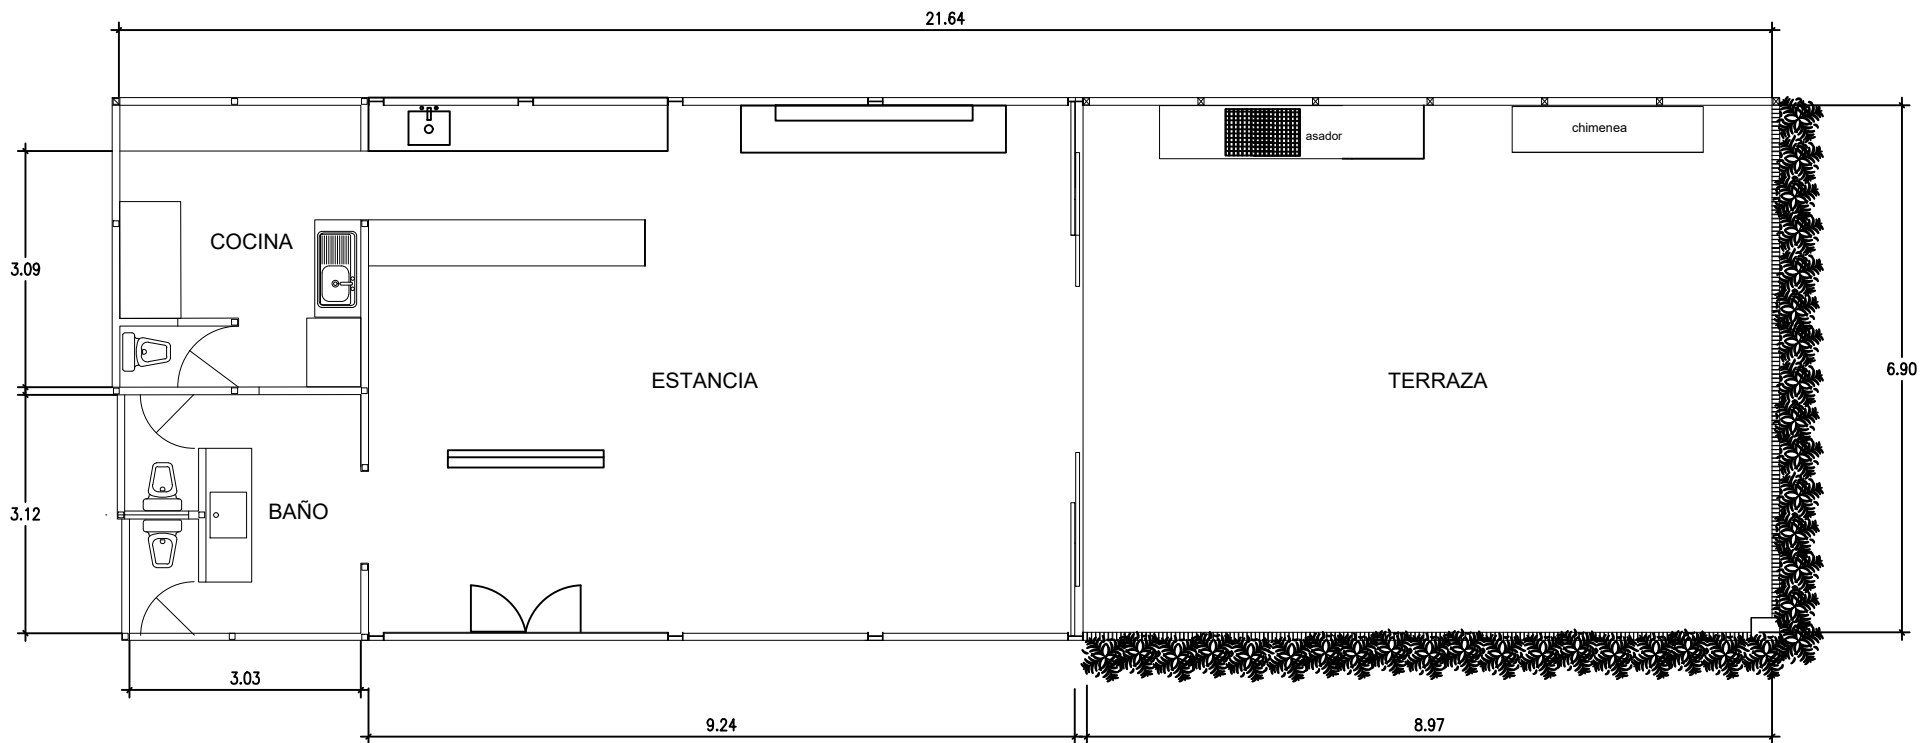 21.64
asador
chimenea
COCINA
3.09
ESTANCIA
TERRAZA
6.90
3.12
BAÑO
3.03
9.24
8.97